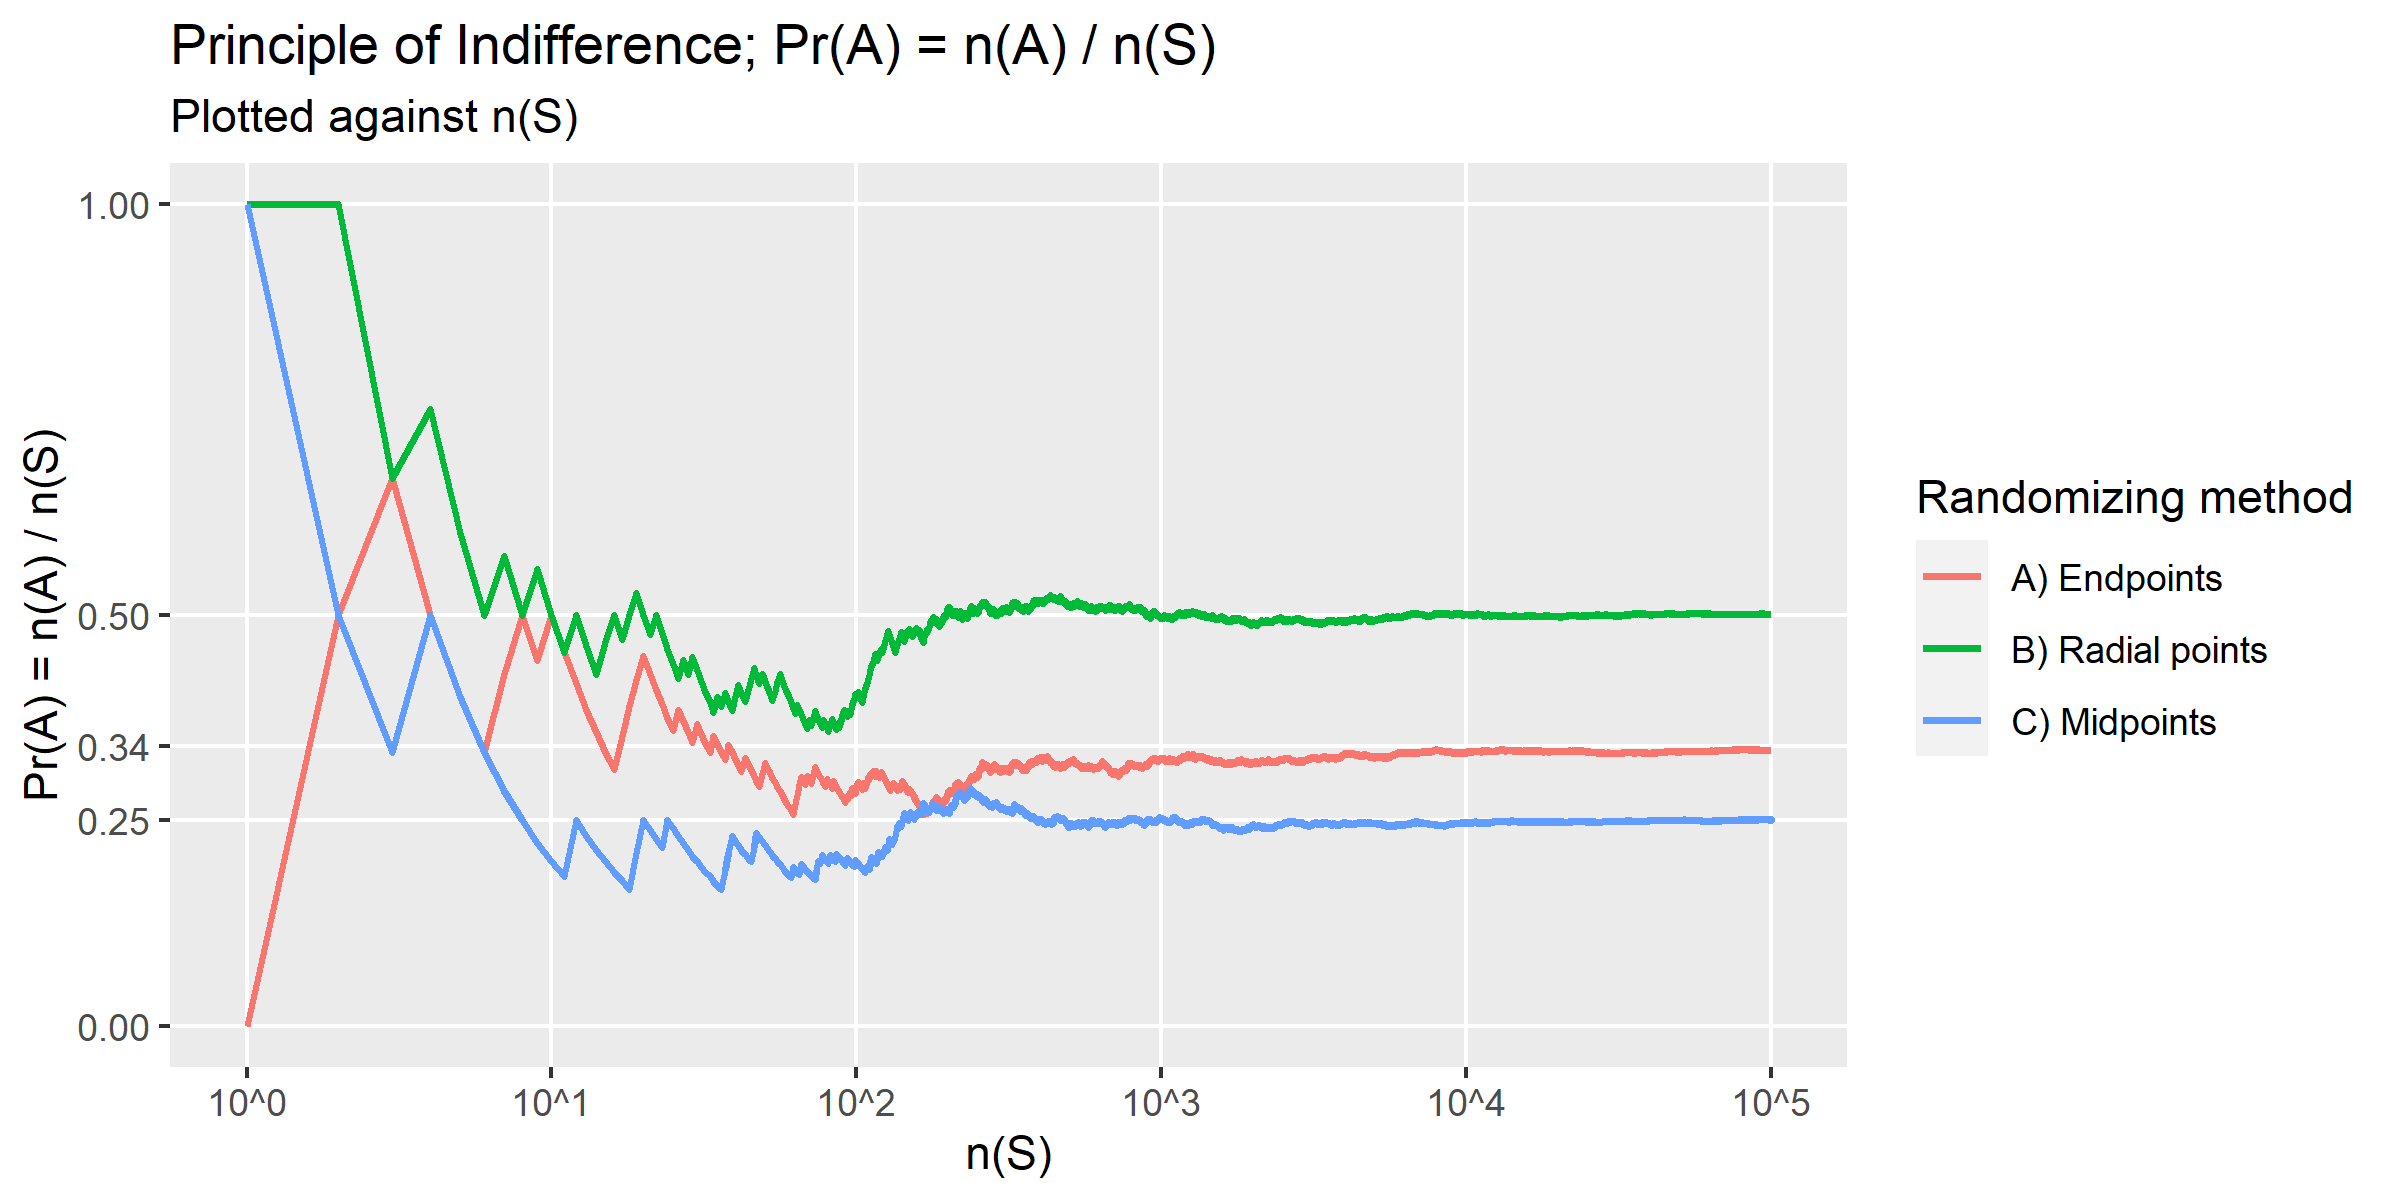 Principle of Indifference; Pr(A) = n(A) / n(S)
Plotted against n(S)
Pr(A) = n(A) / n(S)
1.00
0.50
0.34
0.25
0.00
10^0 10^1 10^2 10^3 10^4 10^5
n(S)
Randomizing method
A) Endpoints
B) Radial points
C) Midpoints